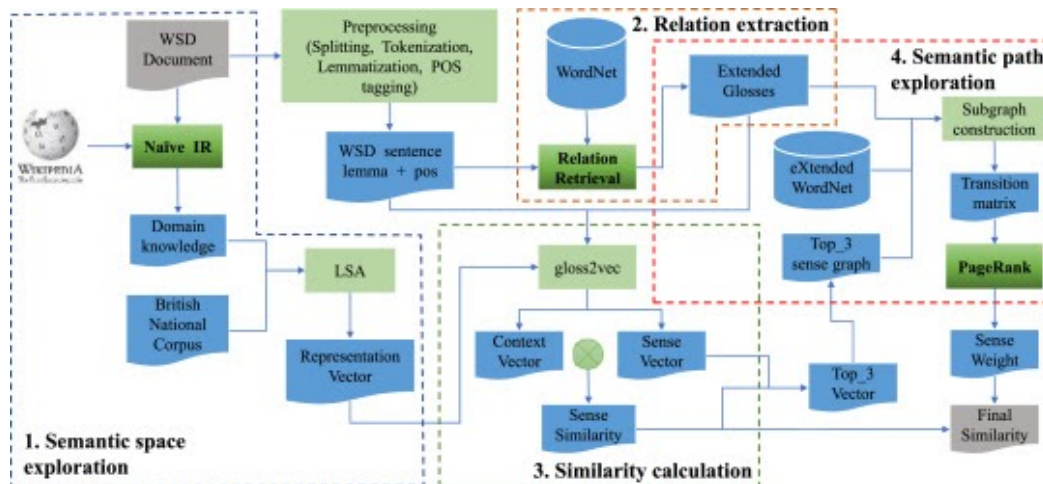 WSD
Document
Preprocessing
(Splitting, Tokenization,
Lemmatization, POS
tagging)
2. Relation extraction
WordNet
Extended
Glosses
4. Semantic path
exploration
Subgraph
construction
WIKIPEDIA
Naïve IR
WSD sentence
lemma + pos
Relation
Retrieval
eXtended
WordNet
Transition
matrix
Domain
knowledge
LSA
gloss2vec
Top_3
sense graph
PageRank
British
National
Corpus
Representation
Vector
Context
Vector
Sense
Vector
Top_3
Vector
Sense
Weight
Sense
Similarity
Final
Similarity
1. Semantic space
exploration
3. Similarity calculation